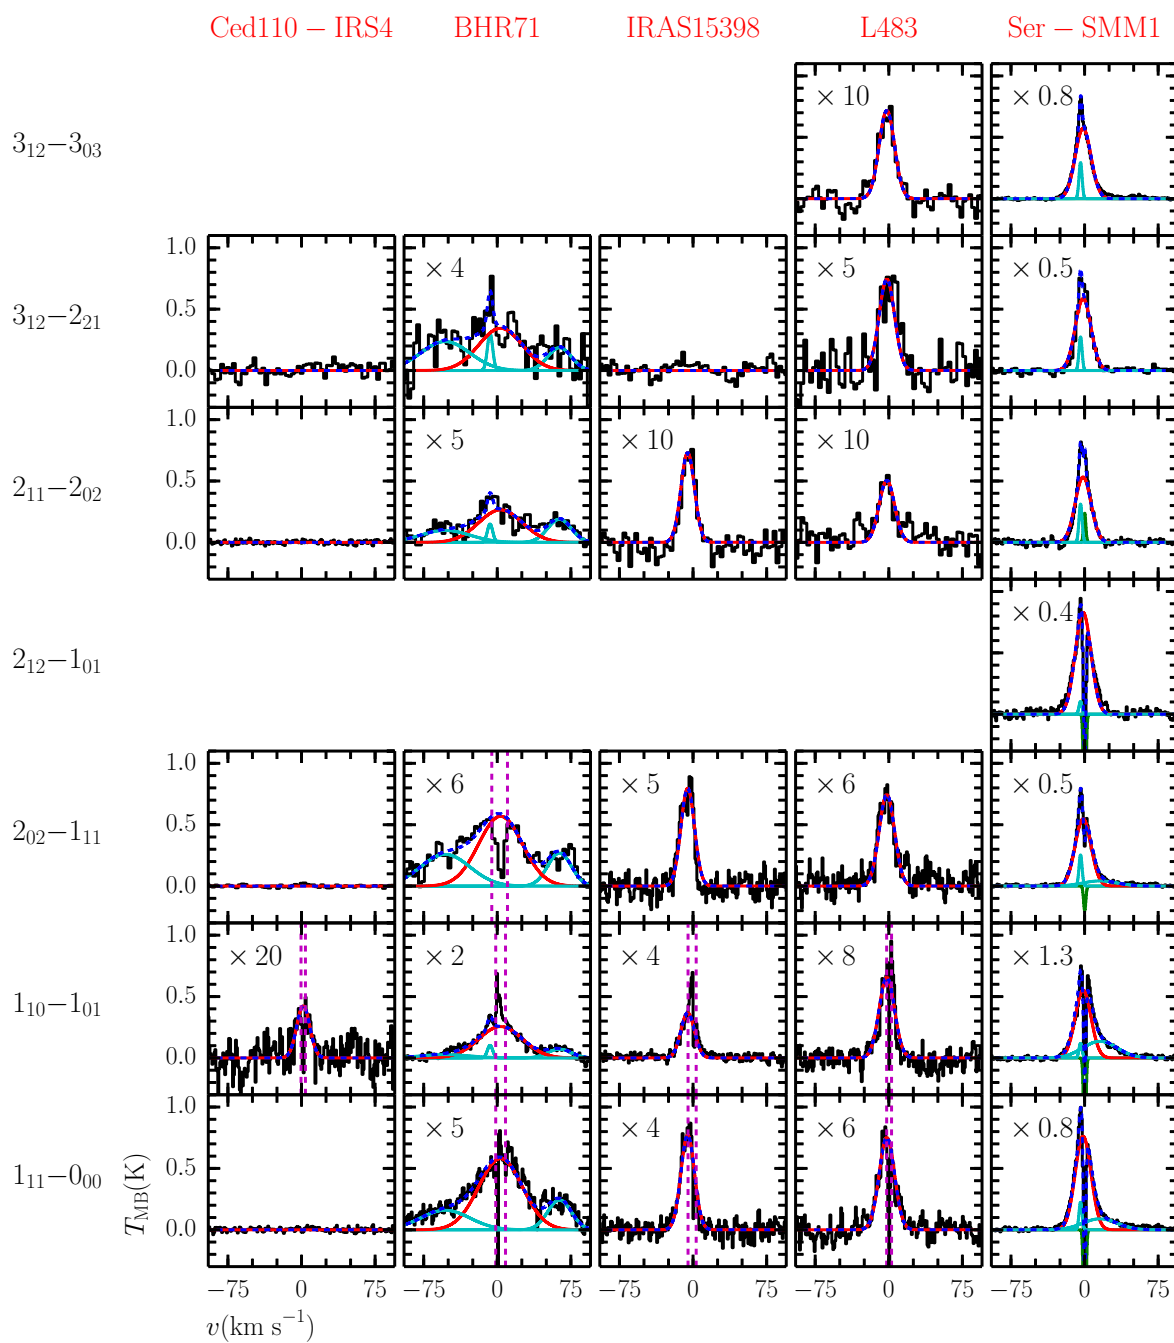 Ced110 – IRS4 BHR71 IRAS15398 L483 Ser – SMM1
3₁₂−3₀₃ × 10 × 0.8
3₁₂−2₂₁ 1.0 0.5 0.0 × 4 × 5 × 0.5
2₁₁−2₀₂ 1.0 0.5 0.0 × 5 × 10 × 10
2₁₂−1₀₁ × 0.4
2₀₂−1₁₁ 1.0 0.5 0.0 × 6 × 5 × 6 × 0.5
1₁₀−1₀₁ 1.0 0.5 0.0 × 20 × 2 × 4 × 8 × 1.3
1₁₁−0₀₀ 1.0 0.5 0.0 × 5 × 4 × 6 × 0.8
T_MB(K)
−75 0 75 −75 0 75 −75 0 75 −75 0 75 −75 0 75
v(km s⁻¹)